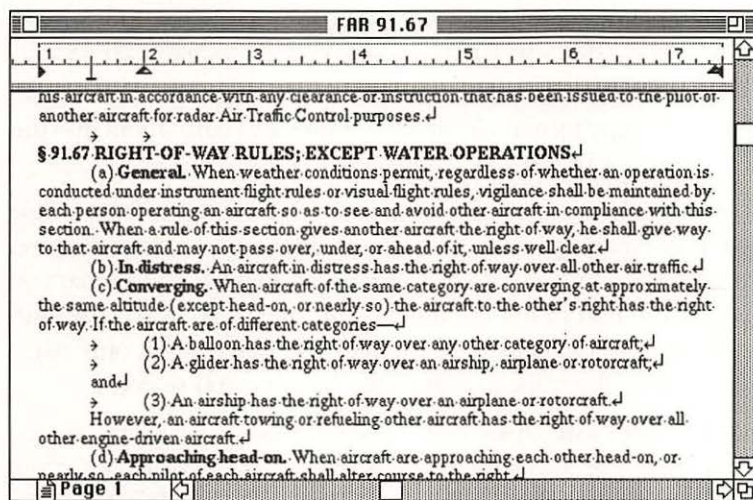 FAR 91.67
1 2 3 4 5 6 7
his aircraft in accordance with any clearance or instruction that has been issued to the pilot of
another aircraft for radar Air Traffic Control purposes.
§ 91.67 RIGHT-OF-WAY RULES; EXCEPT WATER OPERATIONS
(a) General. When weather conditions permit, regardless of whether an operation is
conducted under instrument flight rules or visual flight rules, vigilance shall be maintained by
each person operating an aircraft so as to see and avoid other aircraft in compliance with this
section. When a rule of this section gives another aircraft the right of way, he shall give way
to that aircraft and may not pass over, under, or ahead of it, unless well clear.
(b) In distress. An aircraft in distress has the right of way over all other air traffic.
(c) Converging. When aircraft of the same category are converging at approximately
the same altitude (except head-on, or nearly so) the aircraft to the other's right has the right
of way. If the aircraft are of different categories—
(1) A balloon has the right of way over any other category of aircraft;
(2) A glider has the right of way over an airship, airplane or rotorcraft;
and
(3) An airship has the right of way over an airplane or rotorcraft.
However, an aircraft towing or refueling other aircraft has the right of way over all
other engine-driven aircraft.
(d) Approaching head-on. When aircraft are approaching each other head-on, or
nearly so, each pilot of each aircraft shall alter course to the right.
Page 1